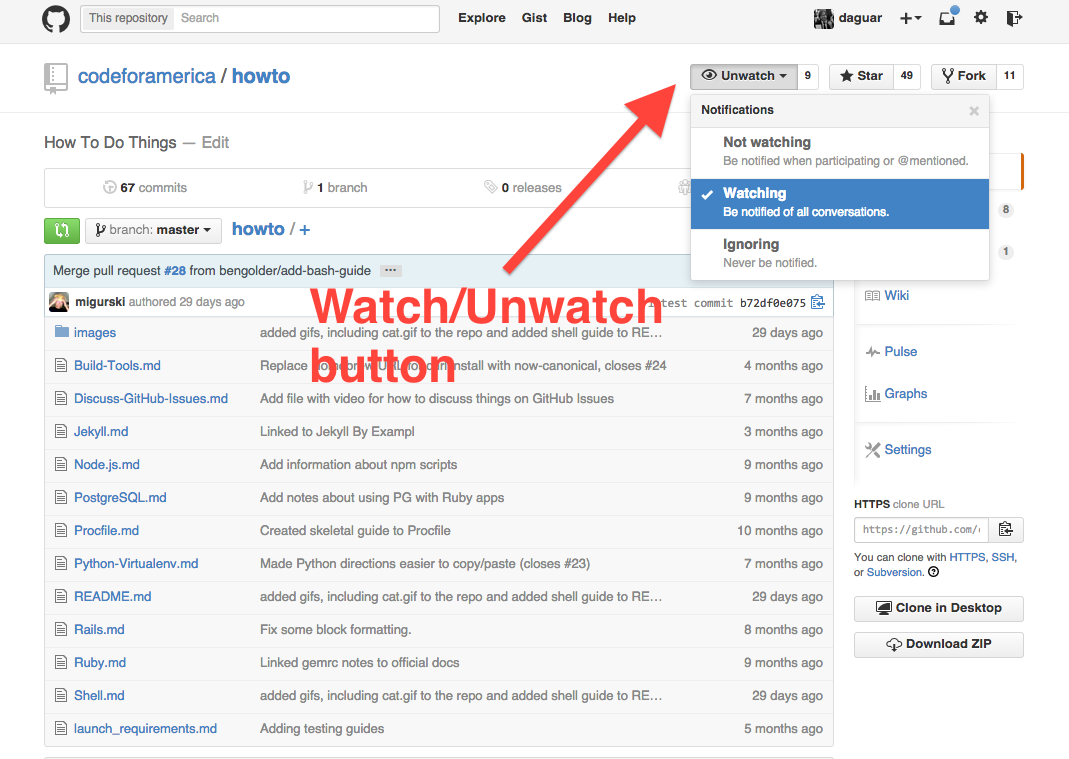 This repository Search Explore Gist Blog Help daguar
codeforamerica / howto Unwatch 9 Star 49 Fork 11
Notifications
Not watching
Be notified when participating or @mentioned.
Watching
Be notified of all conversations.
Ignoring
Never be notified.
How To Do Things — Edit
67 commits 1 branch 0 releases
branch: master howto / +
Merge pull request #28 from bengolder/add-bash-guide ...
migurski authored 29 days ago latest commit b72df0e075
Watch/Unwatch
button
images added gifs, including cat.gif to the repo and added shell guide to RE… 29 days ago
Build-Tools.md Replace install with now-canonical, closes #24 4 months ago
Discuss-GitHub-Issues.md Add file with video for how to discuss things on GitHub Issues 7 months ago
Jekyll.md Linked to Jekyll By Exampl 3 months ago
Node.js.md Add information about npm scripts 9 months ago
PostgreSQL.md Add notes about using PG with Ruby apps 9 months ago
Procfile.md Created skeletal guide to Procfile 10 months ago
Python-Virtualenv.md Made Python directions easier to copy/paste (closes #23) 7 months ago
README.md added gifs, including cat.gif to the repo and added shell guide to RE… 29 days ago
Rails.md Fix some block formatting. 8 months ago
Ruby.md Linked gemrc notes to official docs 9 months ago
Shell.md added gifs, including cat.gif to the repo and added shell guide to RE… 29 days ago
launch_requirements.md Adding testing guides 5 months ago
8
1
Wiki
Pulse
Graphs
Settings
HTTPS clone URL
https://github.com/
You can clone with HTTPS, SSH,
or Subversion.
Clone in Desktop
Download ZIP